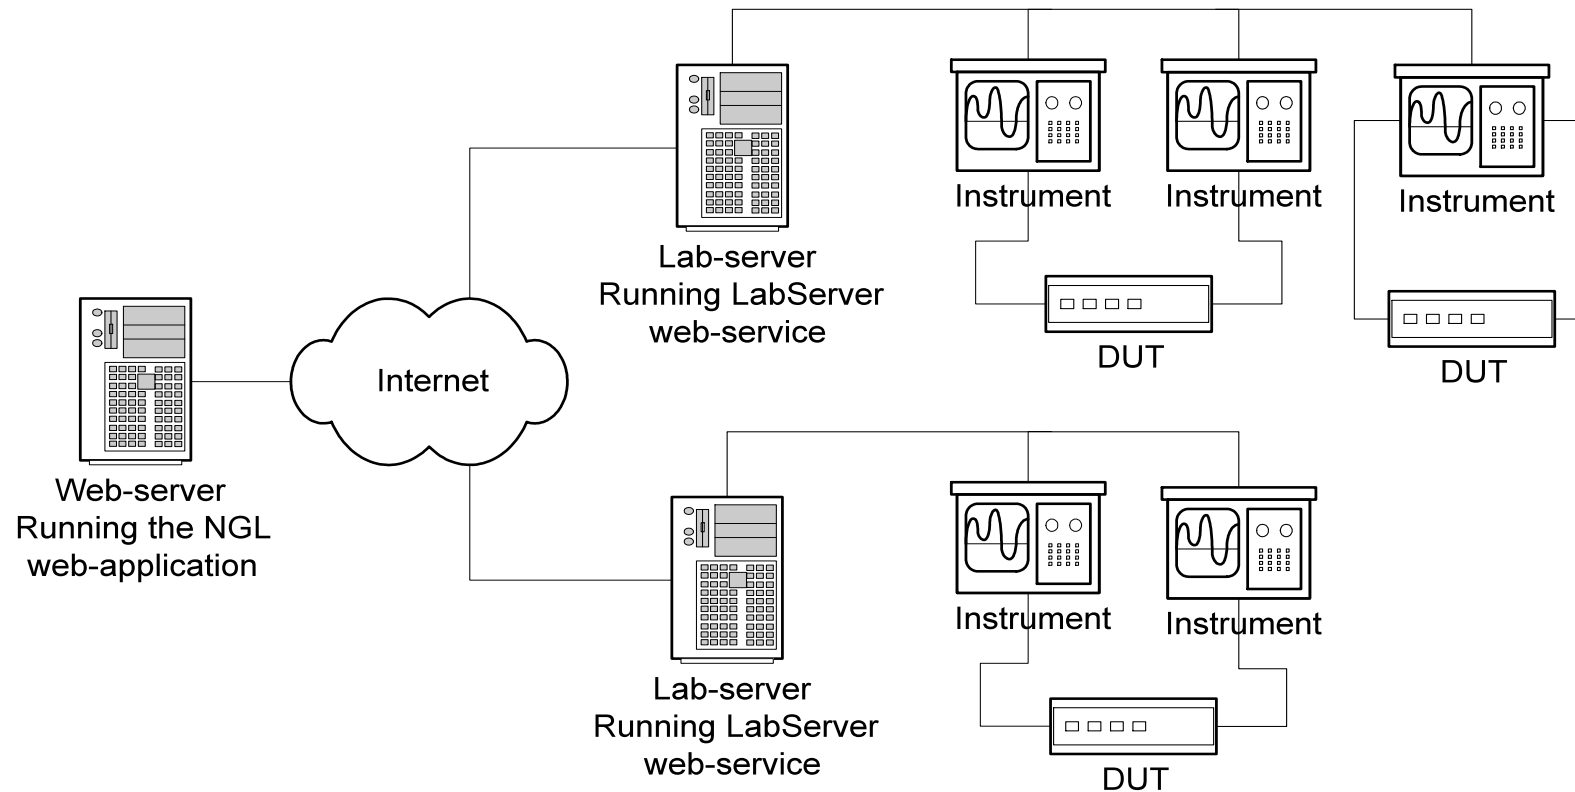 Instrument
Instrument
Instrument
Lab-server
Running LabServer
web-service
DUT
DUT
Internet
Web-server
Running the NGL
web-application
Instrument
Instrument
Lab-server
Running LabServer
web-service
DUT